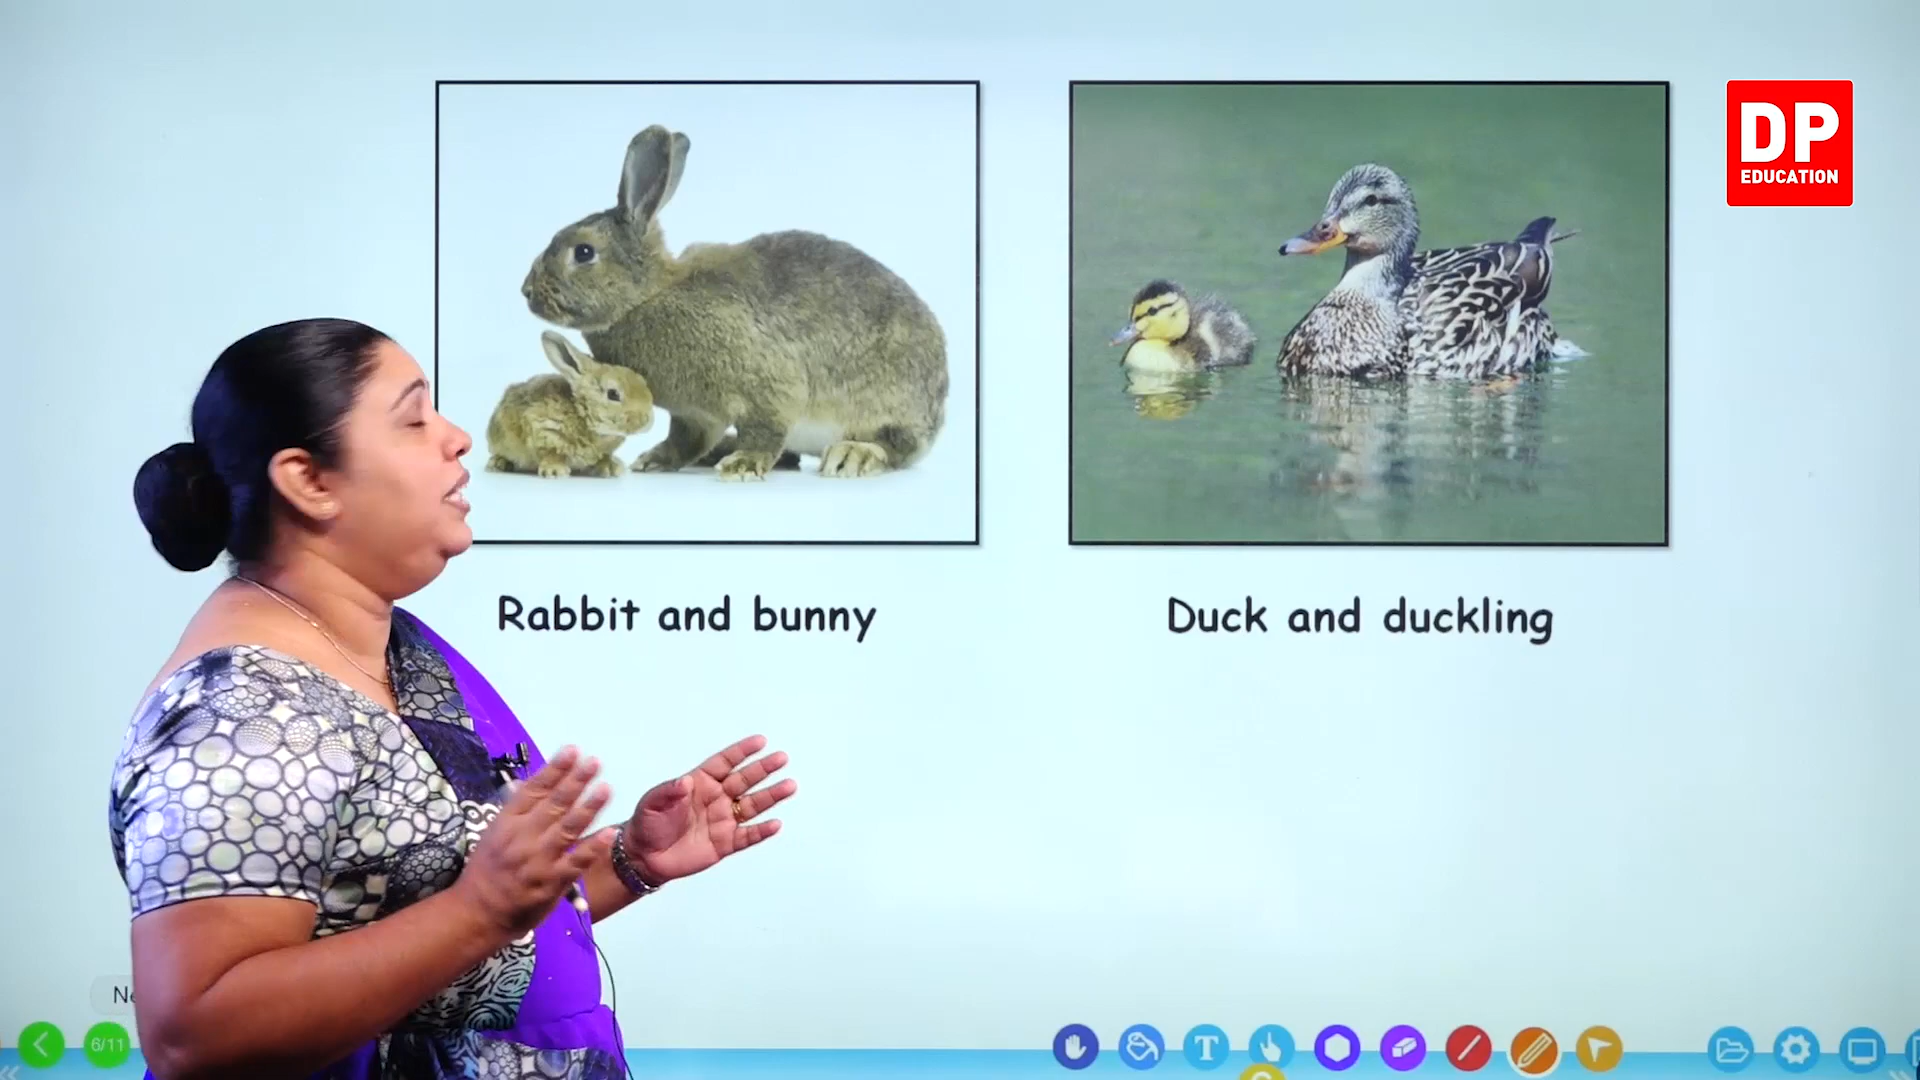 DP
EDUCATION
Rabbit and bunny
Duck and duckling
6/11
T